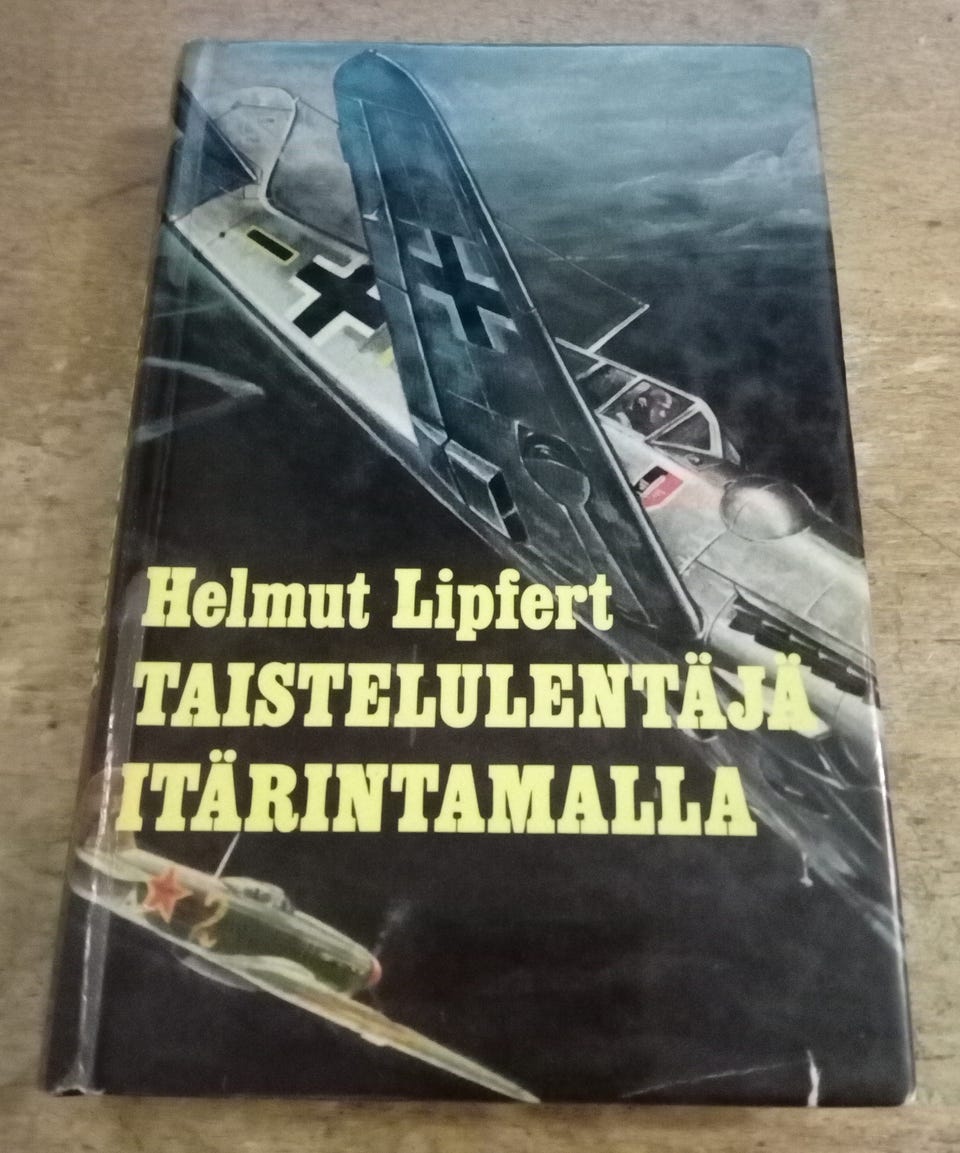 Helmut Lipfert
TAISTELULENTÄJÄ
ITÄRINTAMALLA